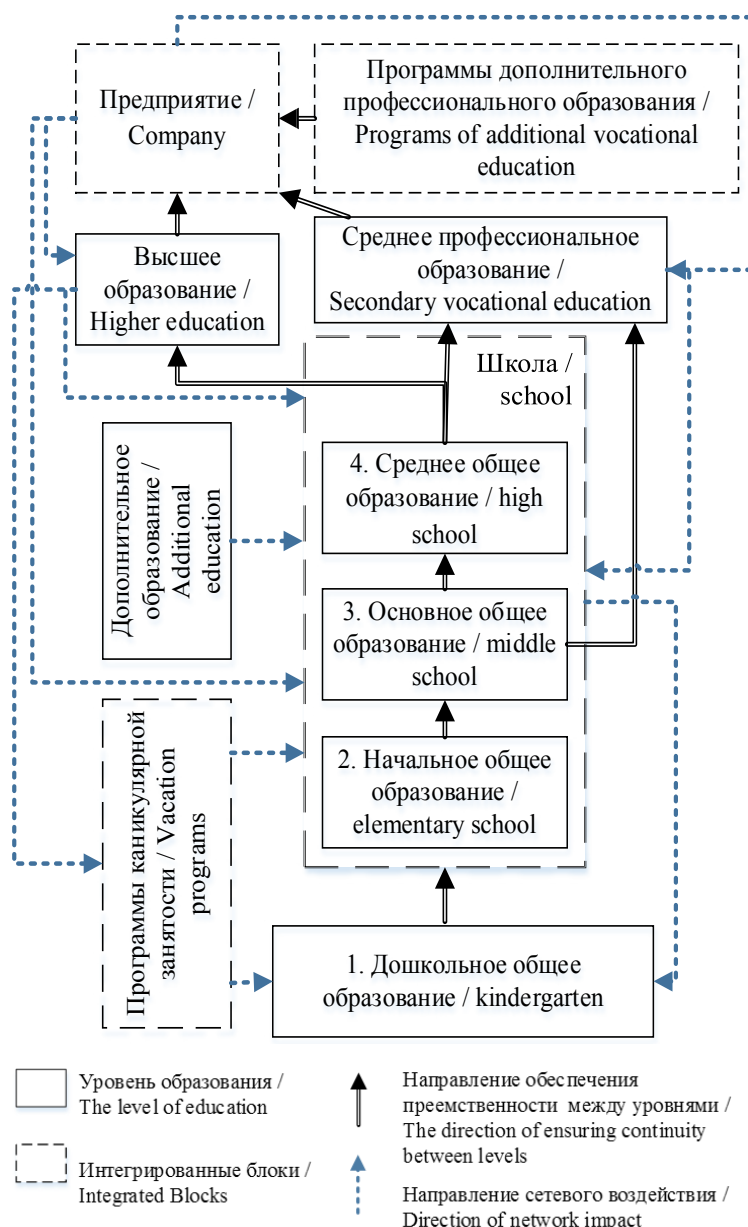 Предприятие /
Company
Программы дополнительного
профессионального образования /
Programs of additional vocational
education
Высшее
образование /
Higher education
Среднее профессиональное
образование /
Secondary vocational education
Школа /
school
Дополнительное
образование /
Additional
education
4. Среднее общее
образование / high
school
3. Основное общее
образование / middle
school
2. Начальное общее
образование /
elementary school
Программы каникулярной
занятости / Vacation
programs
1. Дошкольное общее
образование / kindergarten
Уровень образования /
The level of education
Интегрированные блоки /
Integrated Blocks
Направление обеспечения
преемственности между уровнями /
The direction of ensuring continuity
between levels
Направление сетевого воздействия /
Direction of network impact